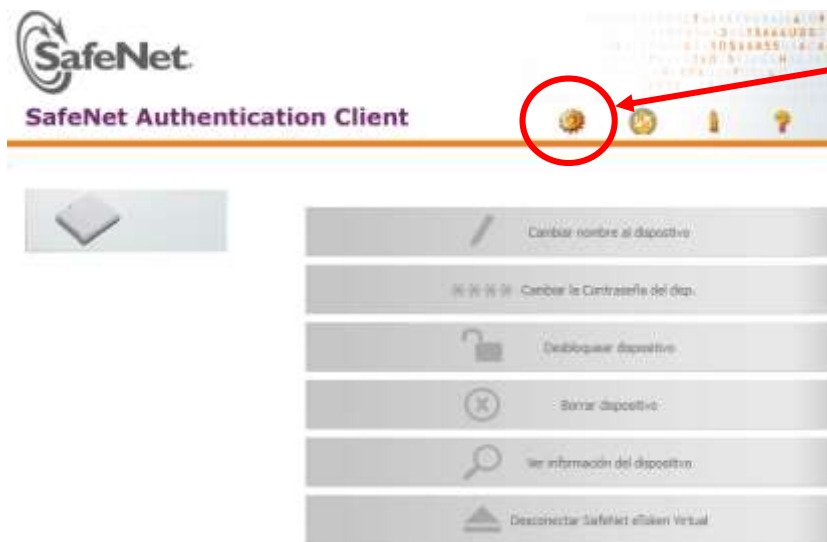 SafeNet.
SafeNet Authentication Client
Cambiar nombre al dispositivo
Cambiar la Contraseña del disp.
Desbloquear dispositivo
Borrar dispositivo
Ver información del dispositivo
Desconectar SafeNet eToken Virtual